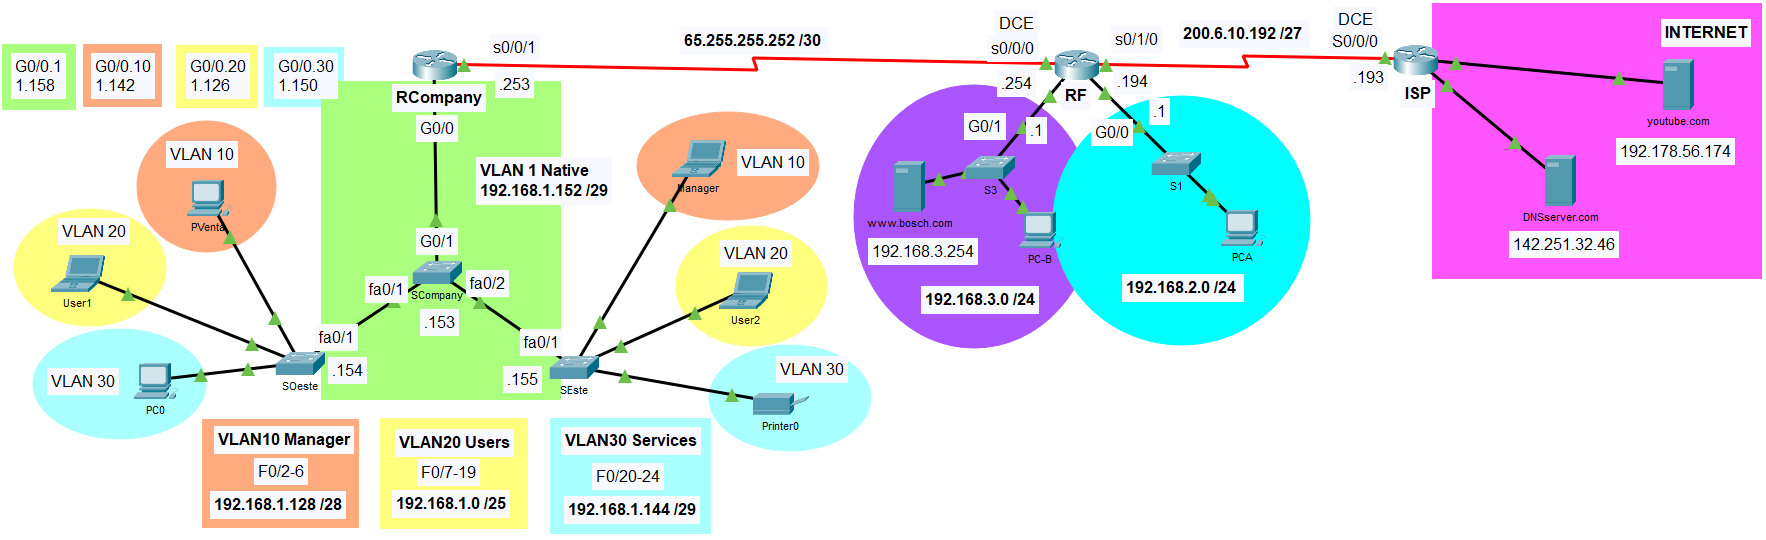 G0/0.1
1.158
G0/0.10
1.142
G0/0.20
1.126
G0/0.30
1.150
s0/0/1
.253
RCompany
G0/0
65.255.255.252 /30
DCE
s0/0/0
.254
RF
s0/1/0
.194
200.6.10.192 /27
DCE
S0/0/0
.193
ISP
INTERNET
youtube.com
192.178.56.174
DNSserver.com
142.251.32.46
VLAN 10
PVenta
VLAN 20
User1
VLAN 30
PC0
fa0/1
.154
SOeste
VLAN 1 Native
192.168.1.152 /29
G0/1
fa0/1
fa0/2
SCompany
.153
fa0/1
.155
SEste
VLAN 10
Manager
VLAN 20
User2
VLAN 30
Printer0
G0/1
.1
S3
www.bosch.com
192.168.3.254
PC-B
192.168.3.0 /24
.1
G0/0
S1
PCA
192.168.2.0 /24
VLAN10 Manager
F0/2-6
192.168.1.128 /28
VLAN20 Users
F0/7-19
192.168.1.0 /25
VLAN30 Services
F0/20-24
192.168.1.144 /29